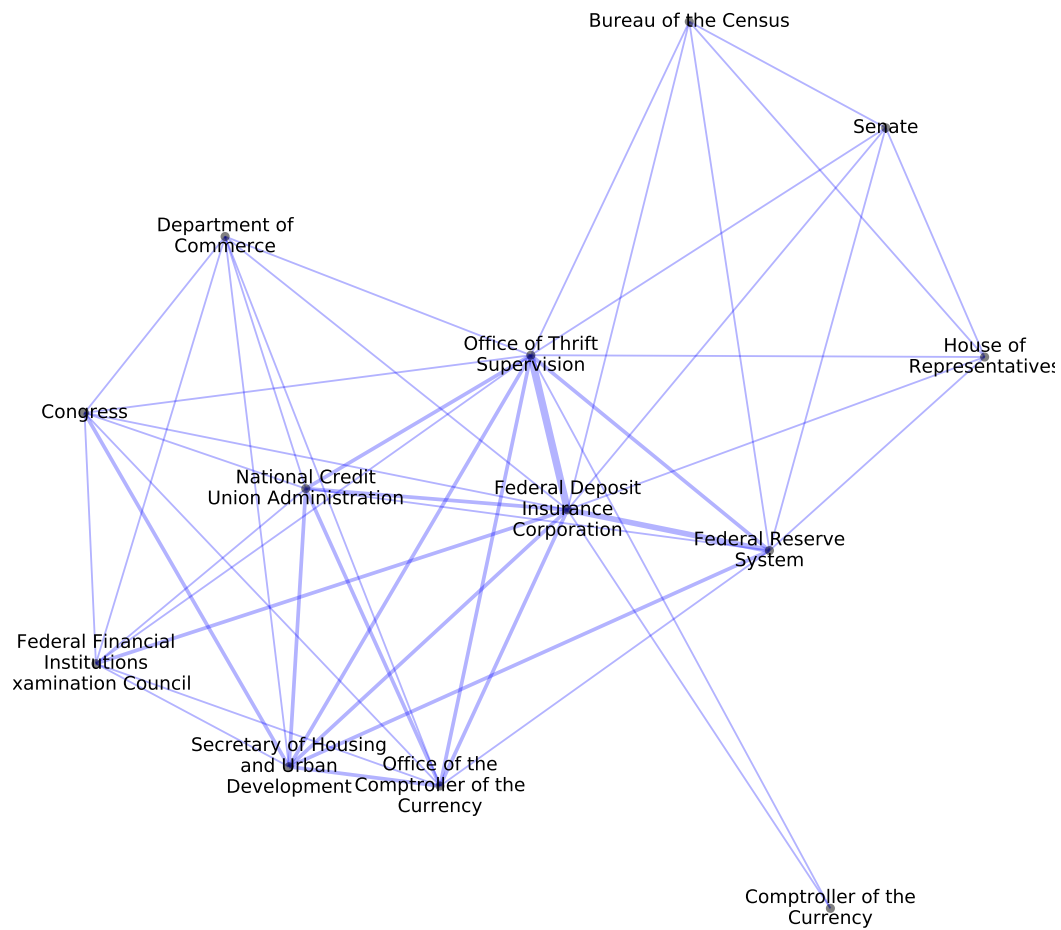 Bureau of the Census
Senate
Department of
Commerce
Office of Thrift
Supervision
House of
Representatives
Congress
National Credit
Union Administration
Federal Deposit
Insurance
Corporation
Federal Reserve
System
Federal Financial
Institutions
xamination Council
Secretary of Housing
and Urban
Development
Office of the
Comptroller of the
Currency
Comptroller of the
Currency